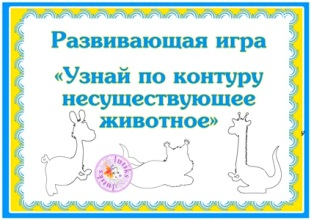 Развивающая игра
«Узнай по контуру
несуществующее
животное»